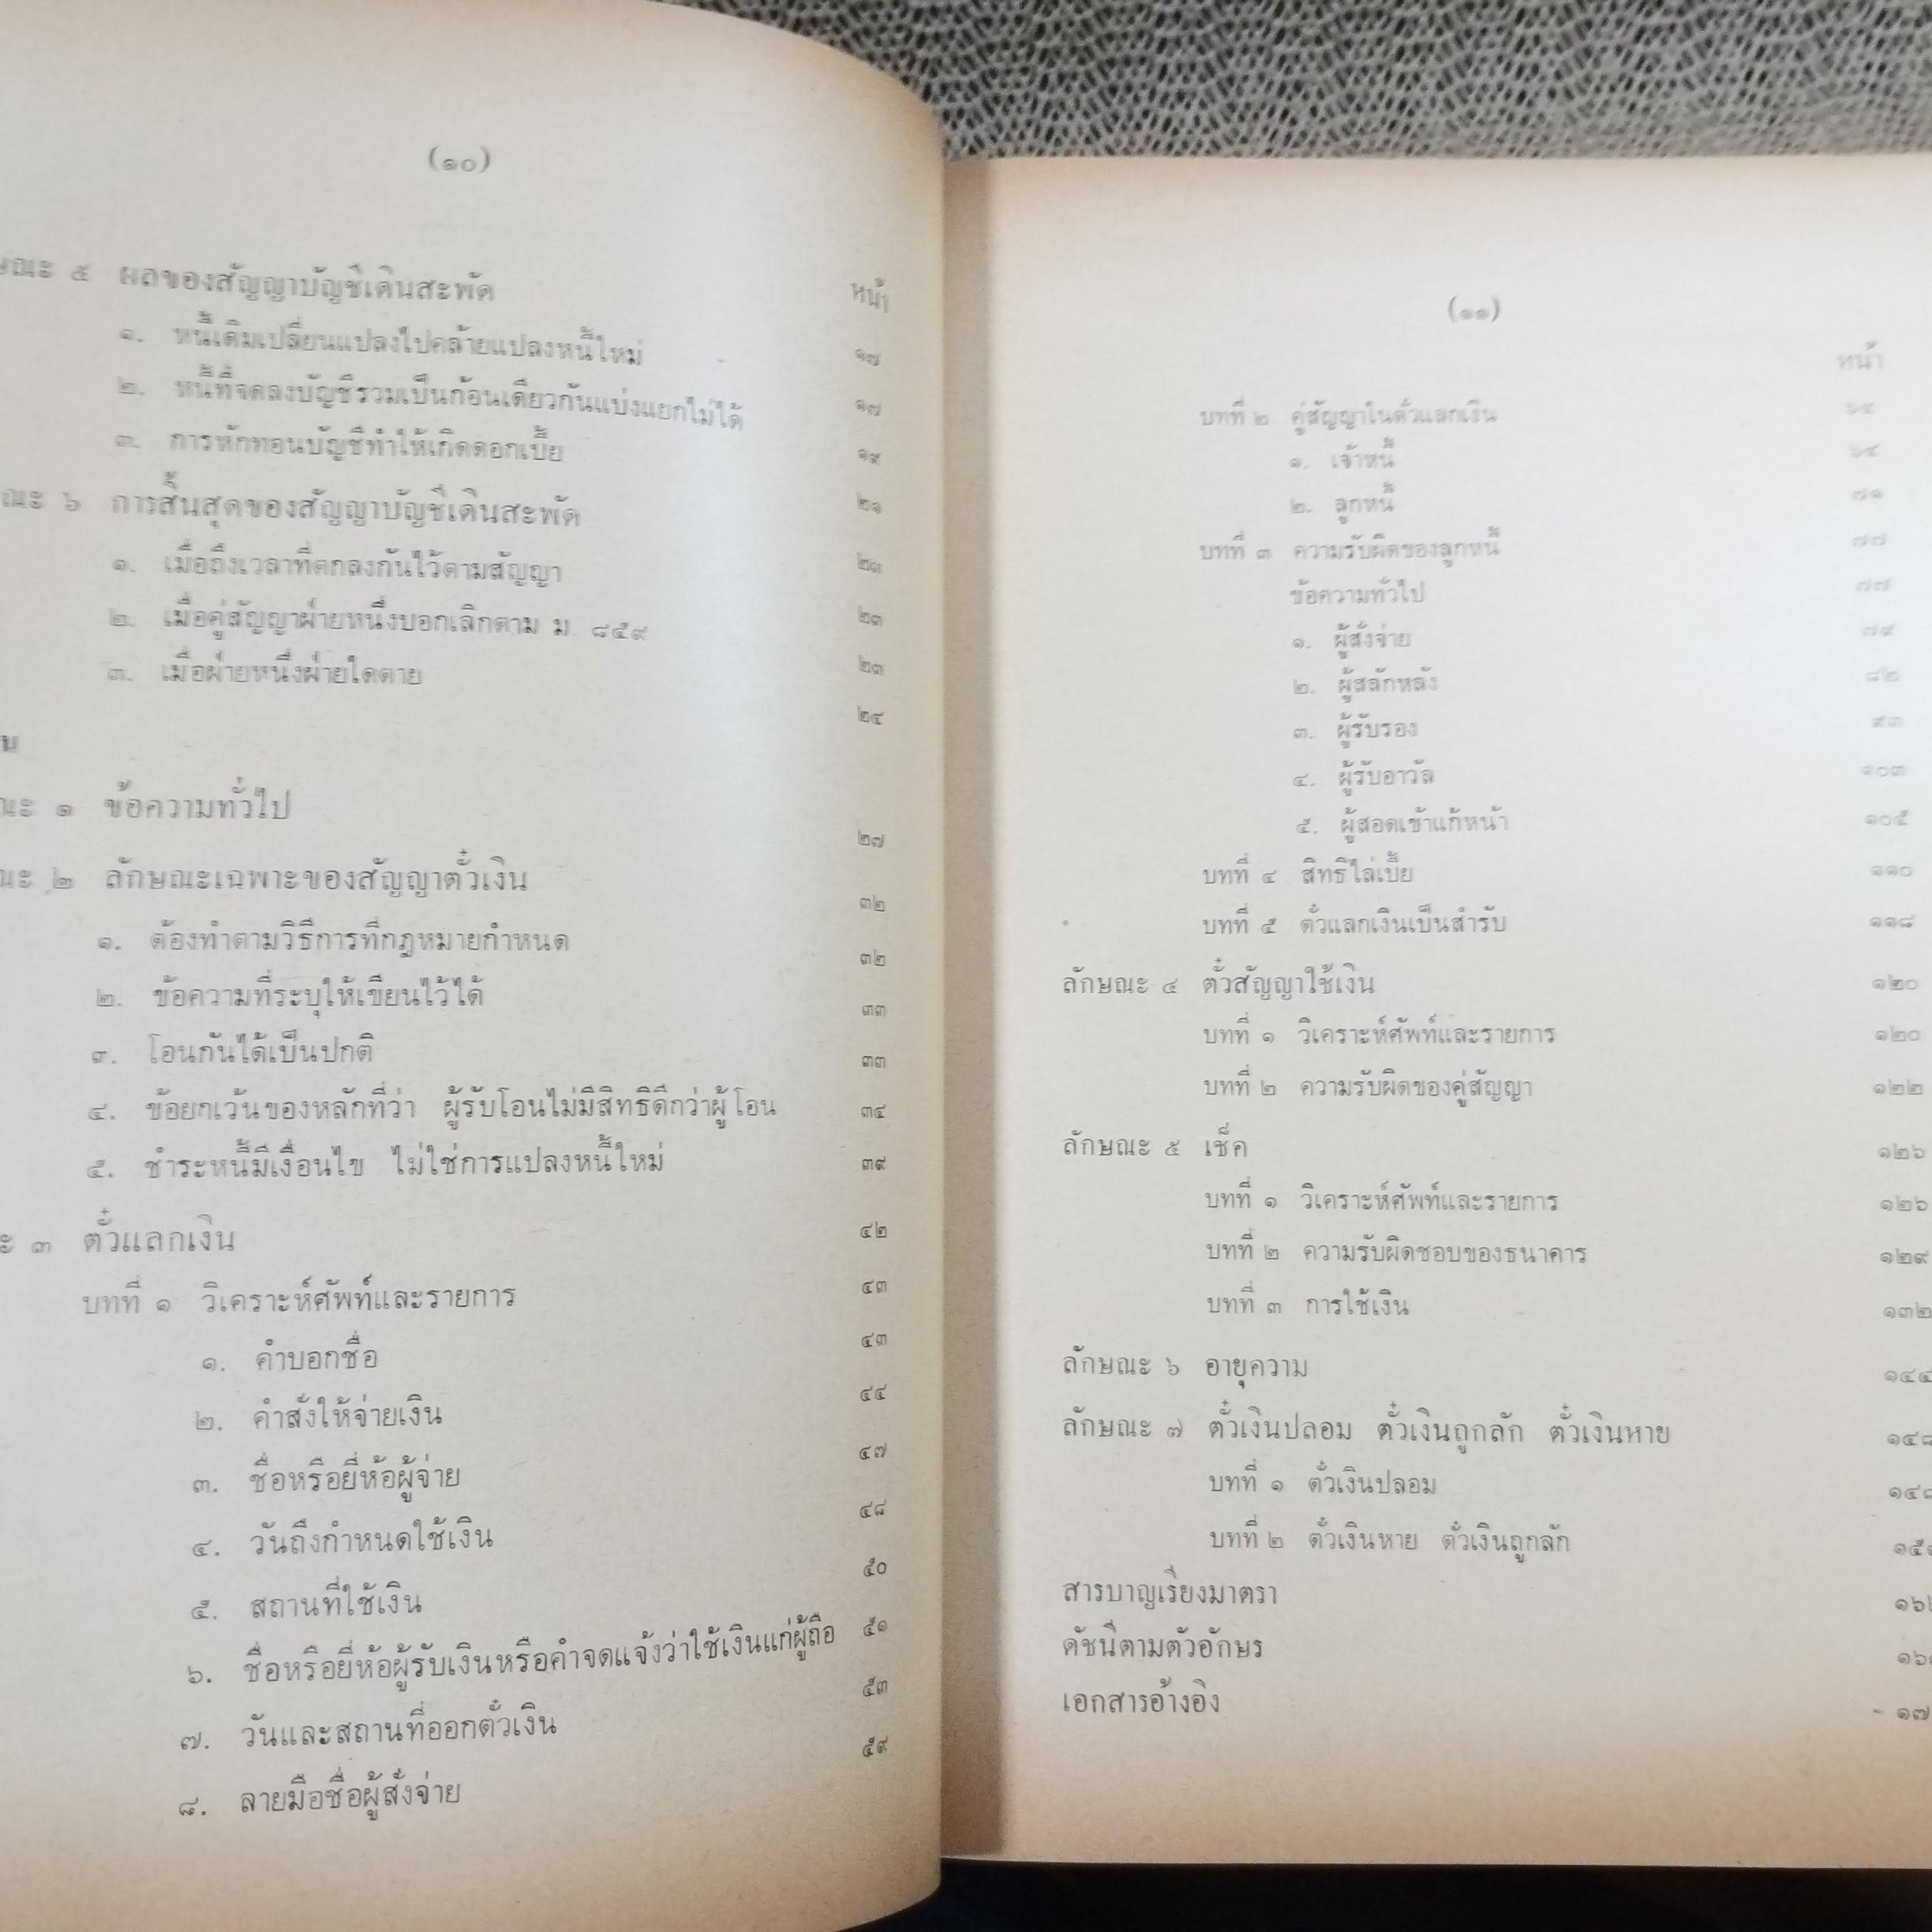 (๑๐)
หน้า
ษณะ ๕ ผลของสัญญาบัญชีเดินสะพัด ๑๗
๑. หนี้เดิมเปลี่ยนแปลงไปคล้ายแปลงหนี้ใหม่ ๑๗
๒. หนี้ที่จดลงบัญชีรวมเป็นก้อนเดียวกันแบ่งแยกไม่ได้ ๑๙
๓. การหักทอนบัญชีทำให้เกิดดอกเบี้ย ๒๑
ณะ ๖ การสิ้นสุดของสัญญาบัญชีเดินสะพัด ๒๓
๑. เมื่อถึงเวลาที่ตกลงกันไว้ตามสัญญา ๒๓
๒. เมื่อคู่สัญญาฝ่ายหนึ่งบอกเลิกตาม ม. ๘๕๙ ๒๓
๓. เมื่อฝ่ายหนึ่งฝ่ายใดตาย ๒๔
น
ณะ ๑ ข้อความทั่วไป ๒๗
ณะ ๒ ลักษณะเฉพาะของสัญญาตั๋วเงิน ๓๒
๑. ต้องทำตามวิธีการที่กฎหมายกำหนด ๓๒
๒. ข้อความที่ระบุให้เขียนไว้ได้ ๓๓
๓. โอนกันได้เป็นปกติ ๓๓
๔. ข้อยกเว้นของหลักที่ว่า ผู้รับโอนไม่มีสิทธิดีกว่าผู้โอน ๓๔
๕. ชำระหนี้มีเงื่อนไข ไม่ใช่การแปลงหนี้ใหม่ ๓๙
ะ ๓ ตั๋วแลกเงิน ๔๒
บทที่ ๑ วิเคราะห์ศัพท์และรายการ ๔๓
๑. คำบอกชื่อ ๔๓
๒. คำสั่งให้จ่ายเงิน ๔๔
๓. ชื่อหรือยี่ห้อผู้จ่าย ๔๗
๔. วันถึงกำหนดใช้เงิน ๔๘
๕. สถานที่ใช้เงิน ๕๐
๖. ชื่อหรือยี่ห้อผู้รับเงินหรือคำจดแจ้งว่าใช้เงินแก่ผู้ถือ ๕๑
๗. วันและสถานที่ออกตั๋วเงิน ๕๓
๘. ลายมือชื่อผู้สั่งจ่าย ๕๙
(๑๑)
หน้า
บทที่ ๒ คู่สัญญาในตั๋วแลกเงิน ๖๔
๑. เจ้าหนี้ ๖๔
๒. ลูกหนี้ ๗๑
บทที่ ๓ ความรับผิดของลูกหนี้ ๗๗
ข้อความทั่วไป ๗๗
๑. ผู้สั่งจ่าย ๗๙
๒. ผู้สลักหลัง ๘๒
๓. ผู้รับรอง ๙๓
๔. ผู้รับอาวัล ๑๐๓
๕. ผู้สอดเข้าแก้หน้า ๑๐๕
บทที่ ๔ สิทธิไล่เบี้ย ๑๑๐
บทที่ ๕ ตั๋วแลกเงินเป็นสำรับ ๑๑๘
ลักษณะ ๔ ตั๋วสัญญาใช้เงิน ๑๒๐
บทที่ ๑ วิเคราะห์ศัพท์และรายการ ๑๒๐
บทที่ ๒ ความรับผิดของคู่สัญญา ๑๒๒
ลักษณะ ๕ เช็ค ๑๒๖
บทที่ ๑ วิเคราะห์ศัพท์และรายการ ๑๒๖
บทที่ ๒ ความรับผิดชอบของธนาคาร ๑๒๙
บทที่ ๓ การใช้เงิน ๑๓๒
ลักษณะ ๖ อายุความ
ลักษณะ ๗ ตั๋วเงินปลอม ตั๋วเงินถูกลัก ตั๋วเงินหาย ๑๔๘
บทที่ ๑ ตั๋วเงินปลอม ๑๔๘
บทที่ ๒ ตั๋วเงินหาย ตั๋วเงินถูกลัก
สารบาญเรียงมาตรา
ดัชนีตามตัวอักษร
เอกสารอ้างอิง